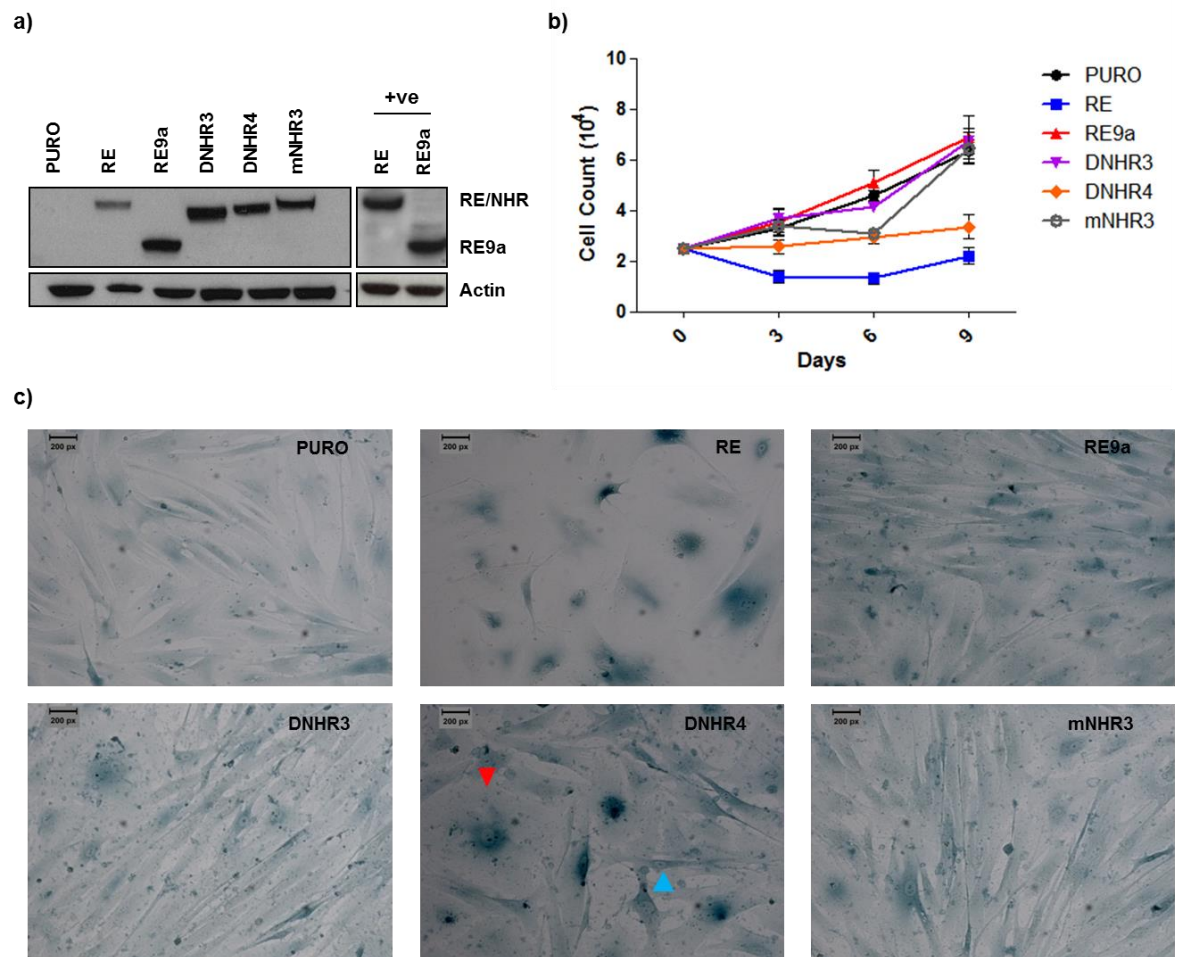 a)
PURO
RE
RE9a
DNHR3
DNHR4
mNHR3
+ve
RE
RE9a
RE/NHR
RE9a
Actin
b)
10
8
6
4
2
0
Cell Count (10⁴)
0
3
6
9
Days
PURO
RE
RE9a
DNHR3
DNHR4
mNHR3
c)
200 px
PURO
200 px
RE
200 px
RE9a
200 px
DNHR3
200 px
DNHR4
200 px
mNHR3